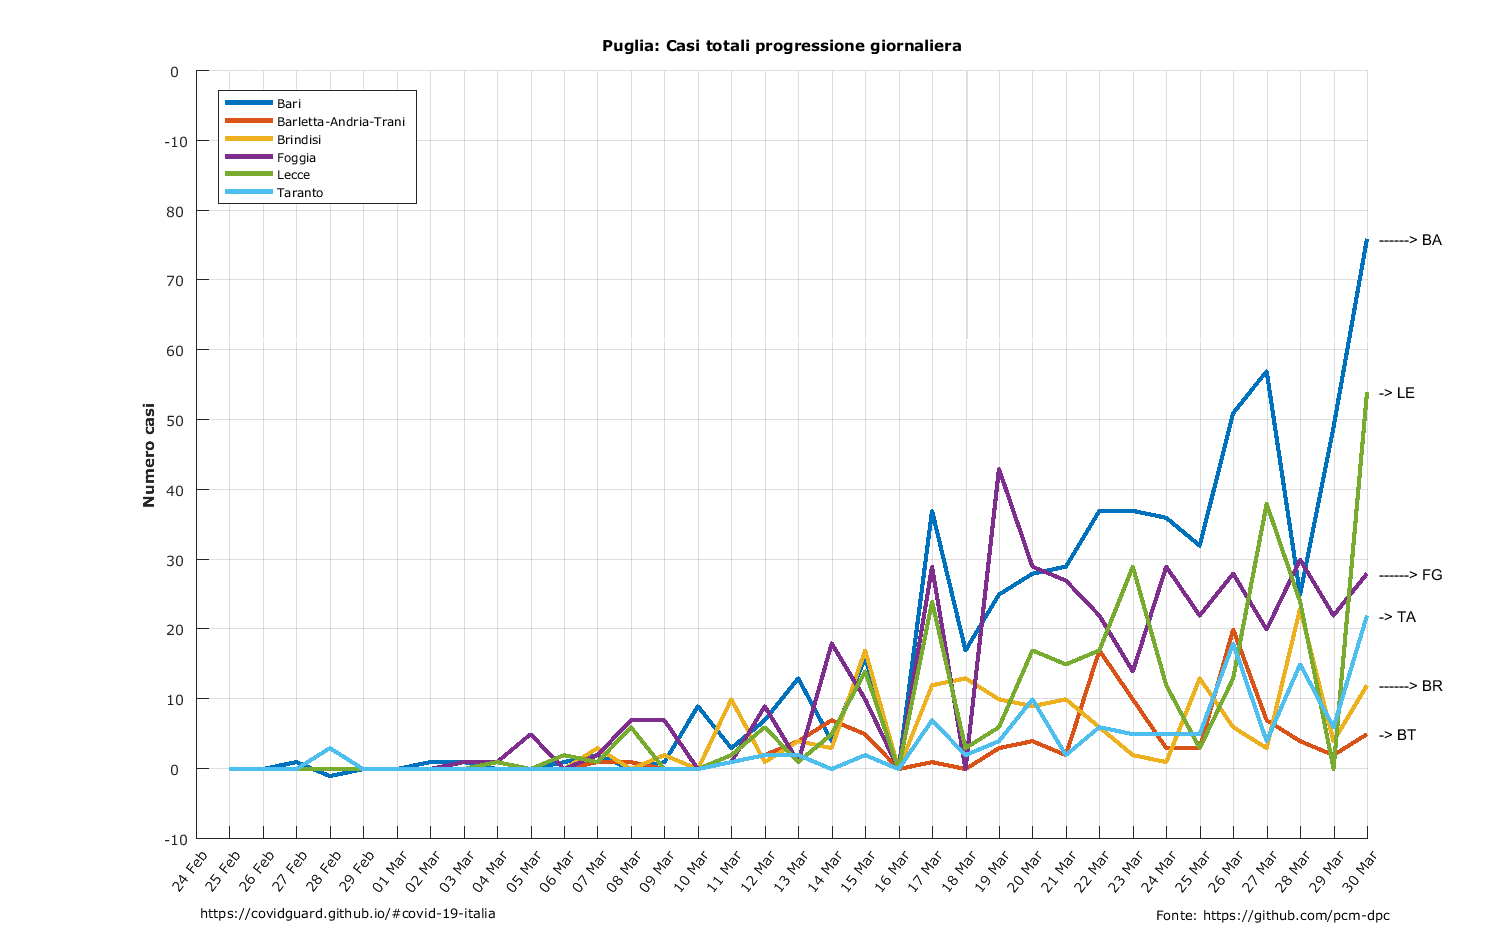 Puglia: Casi totali progressione giornaliera
0
-10
80
70
60
50
40
30
20
10
0
-10
Numero casi
Bari
Barletta-Andria-Trani
Brindisi
Foggia
Lecce
Taranto
------> BA
-> LE
------> FG
-> TA
------> BR
-> BT
24 Feb
25 Feb
26 Feb
27 Feb
28 Feb
29 Feb
01 Mar
02 Mar
03 Mar
04 Mar
05 Mar
06 Mar
07 Mar
08 Mar
09 Mar
10 Mar
11 Mar
12 Mar
13 Mar
14 Mar
15 Mar
16 Mar
17 Mar
18 Mar
19 Mar
20 Mar
21 Mar
22 Mar
23 Mar
24 Mar
25 Mar
26 Mar
27 Mar
28 Mar
29 Mar
30 Mar
https://covidguard.github.io/#covid-19-italia
Fonte: https://github.com/pcm-dpc